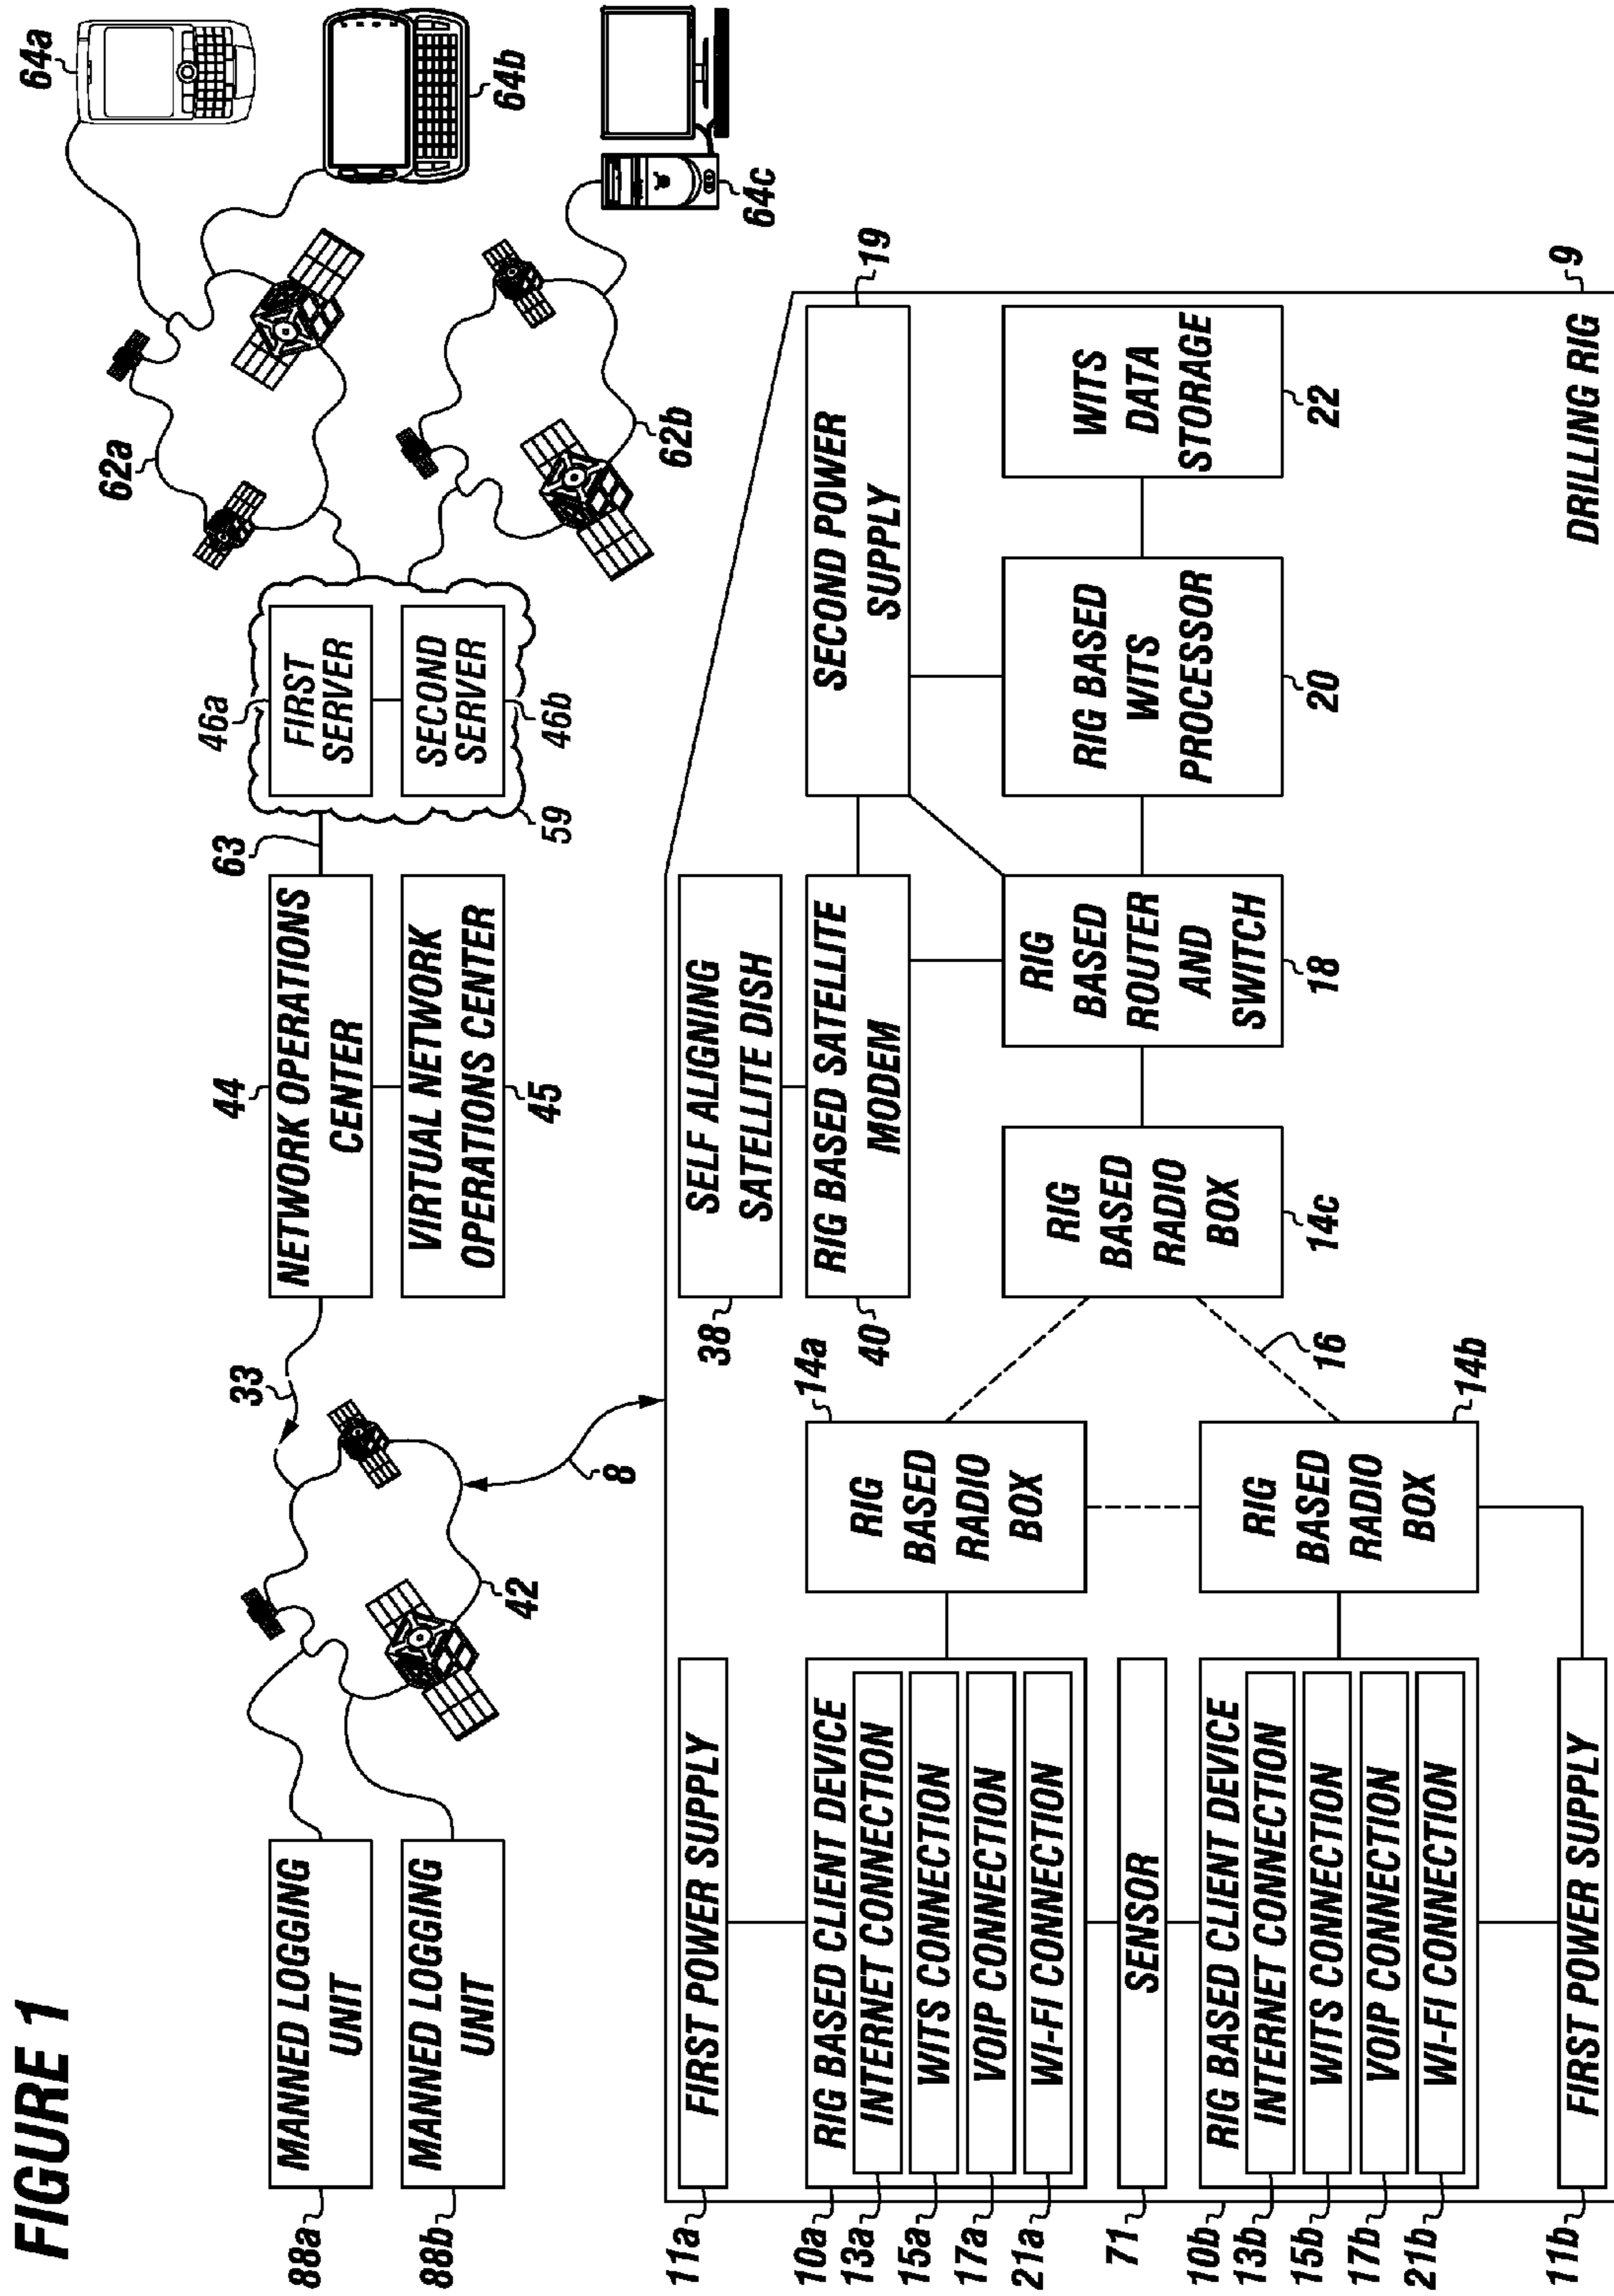 FIGURE 1
88a
MANNED LOGGING
UNIT
88b
MANNED LOGGING
UNIT
33
42
8
44
NETWORK OPERATIONS
CENTER
VIRTUAL NETWORK
OPERATIONS CENTER
45
63
46a
FIRST
SERVER
SECOND
SERVER
46b
59
62a
62b
64a
64b
64c
11a
FIRST POWER SUPPLY
10a
RIG BASED CLIENT DEVICE
13a
INTERNET CONNECTION
15a
WITS CONNECTION
17a
VOIP CONNECTION
21a
WI-FI CONNECTION
71
SENSOR
10b
RIG BASED CLIENT DEVICE
13b
INTERNET CONNECTION
15b
WITS CONNECTION
17b
VOIP CONNECTION
21b
WI-FI CONNECTION
11b
FIRST POWER SUPPLY
14a
RIG
BASED
RADIO
BOX
14b
RIG
BASED
RADIO
BOX
16
38
SELF ALIGNING
SATELLITE DISH
40
RIG BASED SATELLITE
MODEM
RIG
BASED
RADIO
BOX
14c
RIG
BASED
ROUTER
AND
SWITCH
18
19
SECOND POWER
SUPPLY
RIG BASED
WITS
PROCESSOR
20
WITS
DATA
STORAGE
22
DRILLING RIG
9